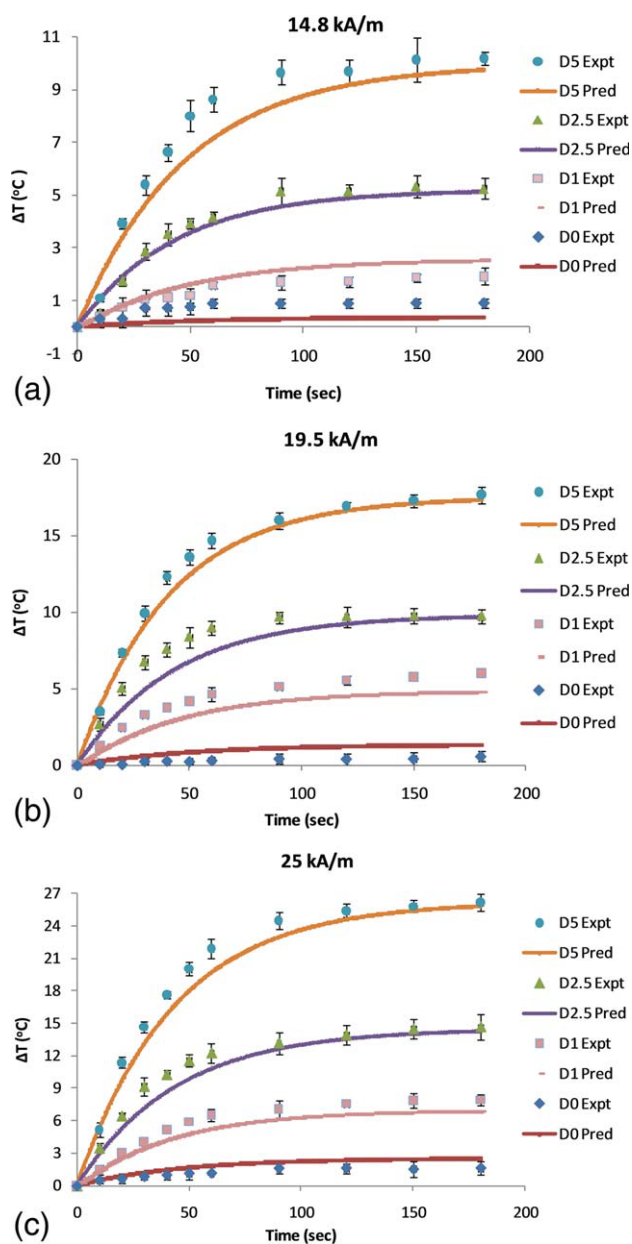 14.8 kA/m
11
9
7
5
3
1
-1
ΔT (°C)
0
50
100
150
200
Time (sec)
D5 Expt
D5 Pred
D2.5 Expt
D2.5 Pred
D1 Expt
D1 Pred
D0 Expt
D0 Pred
(a)
19.5 kA/m
20
15
10
5
0
ΔT (°C)
0
50
100
150
200
Time (sec)
D5 Expt
D5 Pred
D2.5 Expt
D2.5 Pred
D1 Expt
D1 Pred
D0 Expt
D0 Pred
(b)
25 kA/m
27
24
21
18
15
12
9
6
3
0
ΔT (°C)
0
50
100
150
200
Time (sec)
D5 Expt
D5 Pred
D2.5 Expt
D2.5 Pred
D1 Expt
D1 Pred
D0 Expt
D0 Pred
(c)